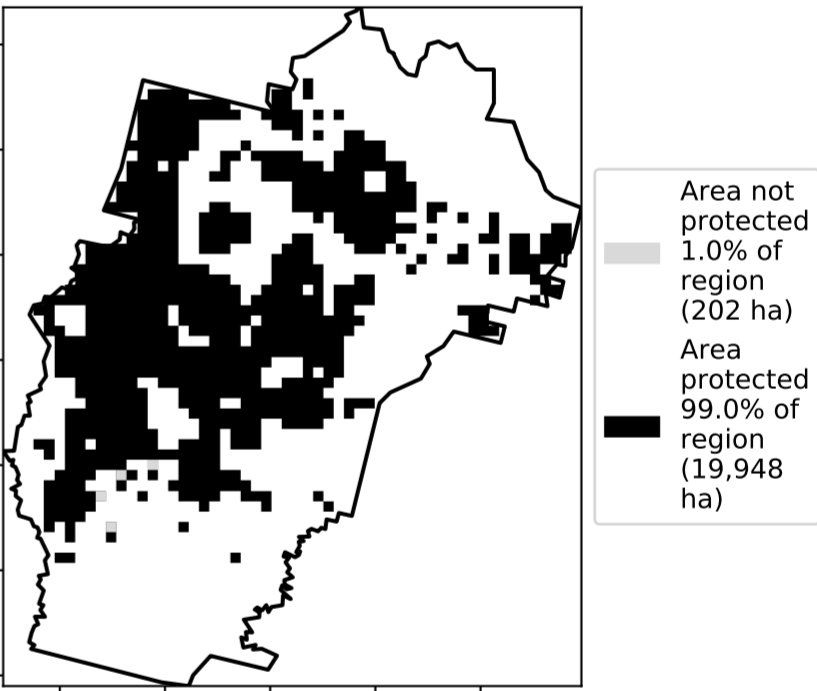 Area not
protected
1.0% of
region
(202 ha)
Area
protected
99.0% of
region
(19,948
ha)